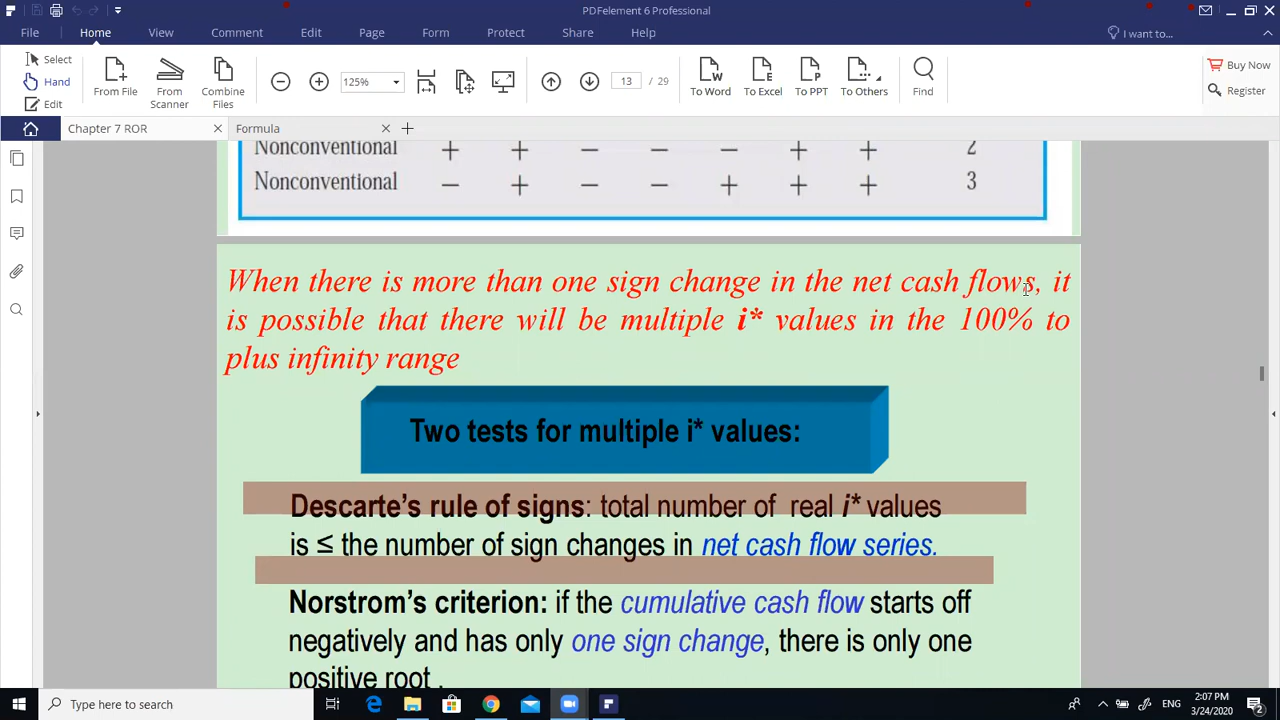 PDFelement 6 Professional
File Home View Comment Edit Page Form Protect Share Help I want to...
Select
Hand
Edit
From File
From Scanner
Combine Files
125%
13 / 29
To Word To Excel To PPT To Others Find
Buy Now
Register
Chapter 7 ROR
Formula
Nonconventional + + − − − + + 2
Nonconventional − + − − + + + 3
When there is more than one sign change in the net cash flows, it
is possible that there will be multiple i* values in the 100% to
plus infinity range
Two tests for multiple i* values:
Descarte's rule of signs: total number of real i* values
is ≤ the number of sign changes in net cash flow series.
Norstrom's criterion: if the cumulative cash flow starts off
negatively and has only one sign change, there is only one
positive root .
Type here to search
ENG
2:07 PM
3/24/2020
2